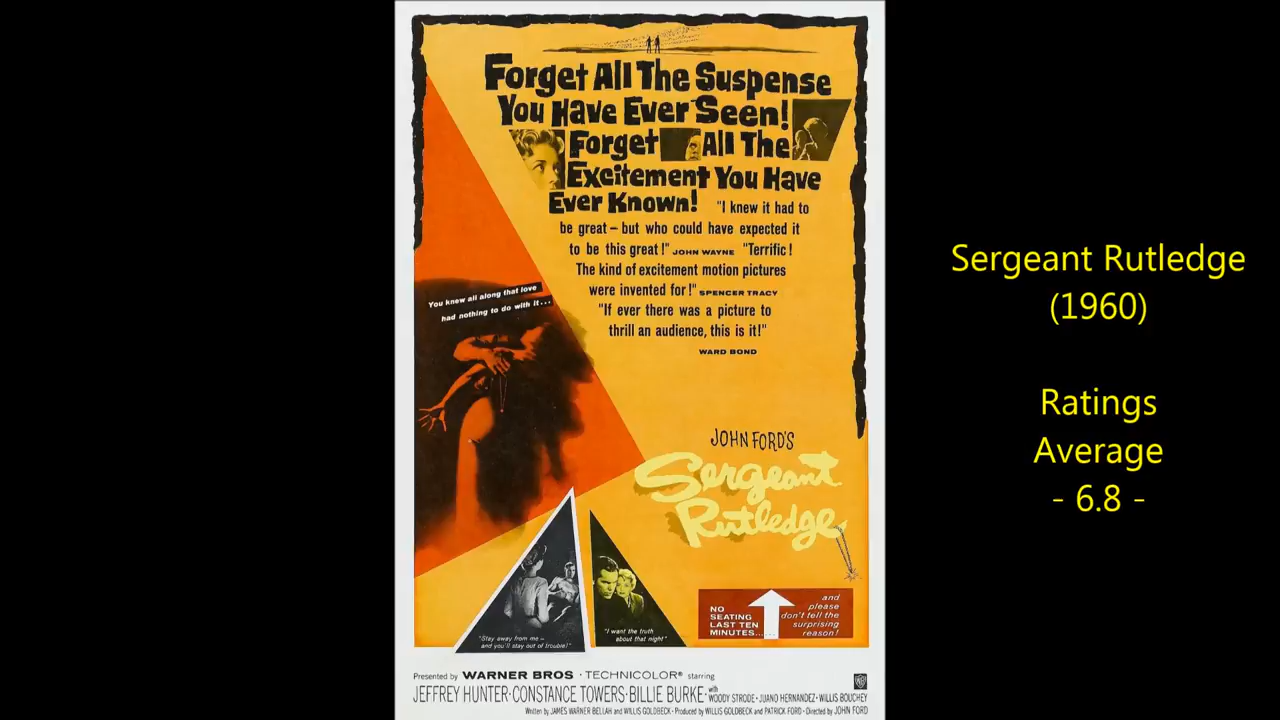 Forget All The Suspense
You Have Ever Seen!
Forget All The
Excitement You Have
Ever Known! "I knew it had to
be great – but who could have expected it
to be this great!" JOHN WAYNE "Terrific!
The kind of excitement motion pictures
were invented for!" SPENCER TRACY
"If ever there was a picture to
thrill an audience, this is it!"
WARD BOND
You knew all along that love
had nothing to do with it...
JOHN FORD'S
Sergeant
Rutledge
"Stay away from me –
and you'll stay out of trouble!"
"I want the truth
about that night"
NO
SEATING
LAST TEN
MINUTES.....
and
please
don't tell the
surprising
reason!
Presented by WARNER BROS · TECHNICOLOR® starring
WB
JEFFREY HUNTER · CONSTANCE TOWERS · BILLIE BURKE · with WOODY STRODE · JUANO HERNANDEZ · WILLIS BOUCHEY
Written by JAMES WARNER BELLAH and WILLIS GOLDBECK · Produced by WILLIS GOLDBECK and PATRICK FORD · Directed by JOHN FORD
Sergeant Rutledge
(1960)
Ratings
Average
- 6.8 -